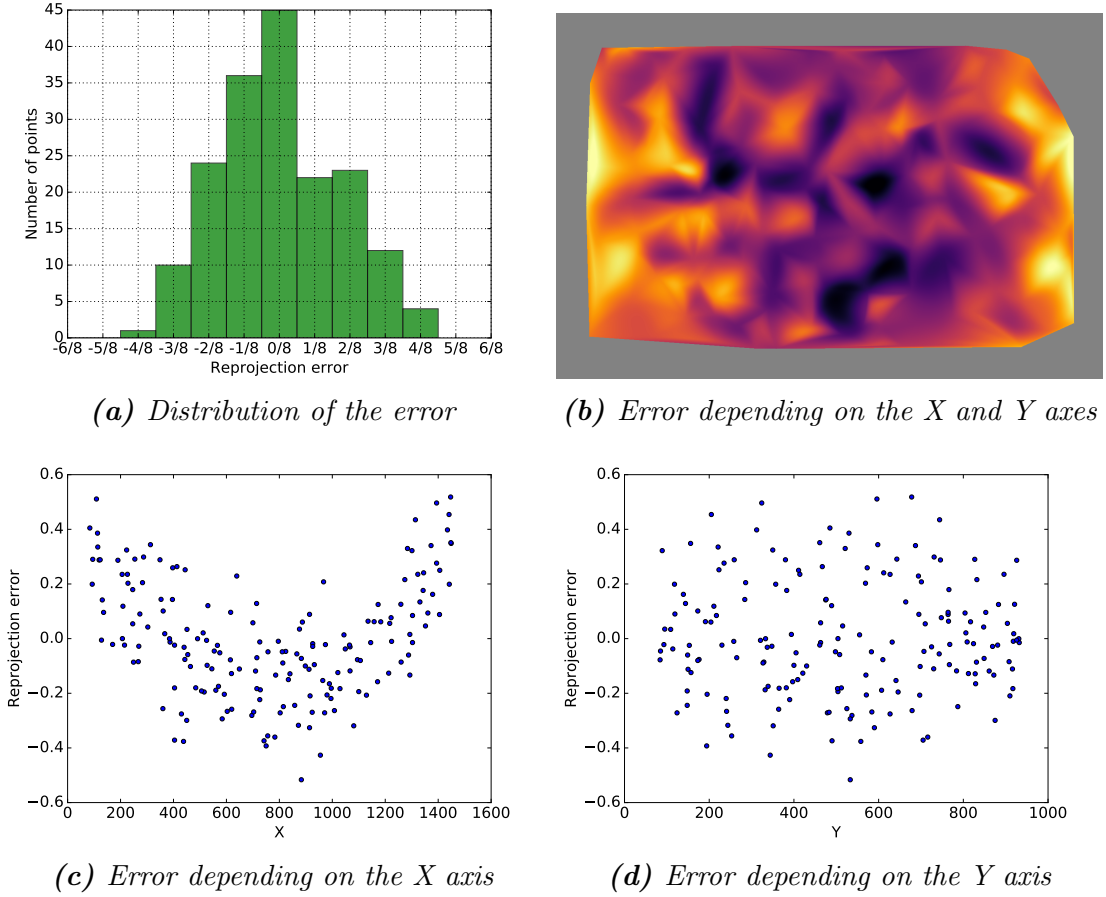 45
40
35
30
25
20
15
10
5
0
Number of points
-6/8 -5/8 -4/8 -3/8 -2/8 -1/8 0/8 1/8 2/8 3/8 4/8 5/8 6/8
Reprojection error
(a) Distribution of the error
(b) Error depending on the X and Y axes
0.6
0.4
0.2
0.0
−0.2
−0.4
−0.6
Reprojection error
0 200 400 600 800 1000 1200 1400 1600
X
(c) Error depending on the X axis
0.6
0.4
0.2
0.0
−0.2
−0.4
−0.6
Reprojection error
0 200 400 600 800 1000
Y
(d) Error depending on the Y axis